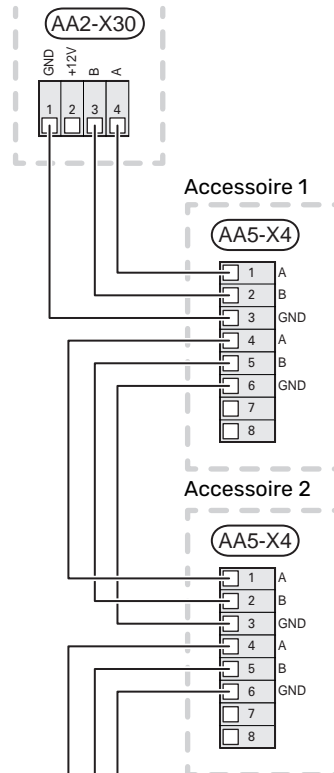 AA2-X30
GND +12V B A
1 2 3 4
Accessoire 1
AA5-X4
1 A
2 B
3 GND
4 A
5 B
6 GND
7
8
Accessoire 2
AA5-X4
1 A
2 B
3 GND
4 A
5 B
6 GND
7
8